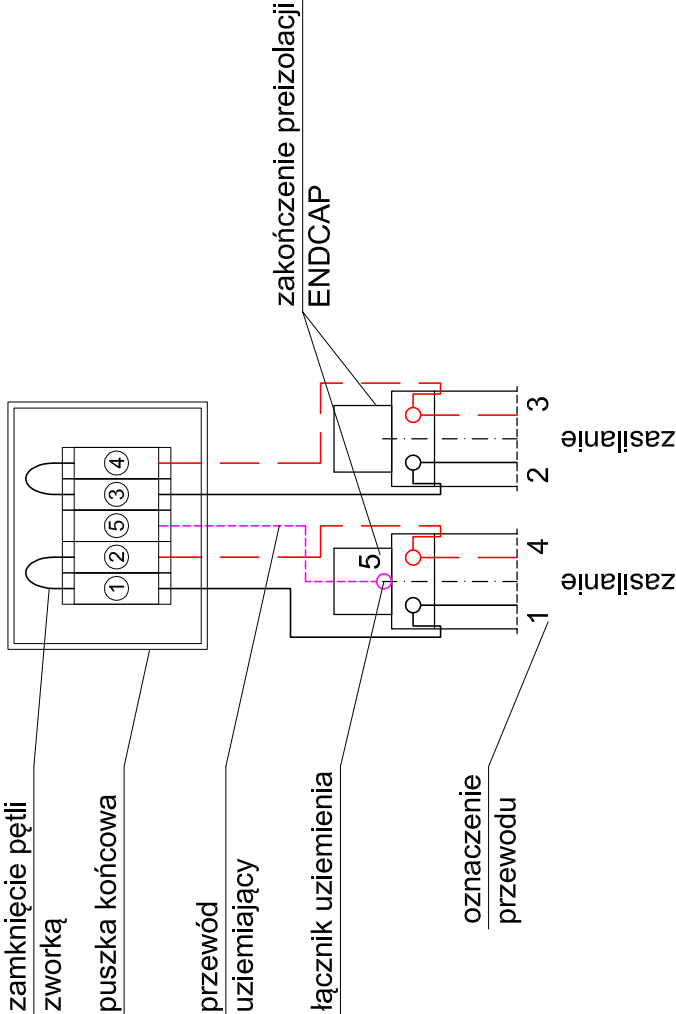 zamknięcie pętli
zworką
puszka końcowa
przewód
uziemiający
łącznik uziemienia
oznaczenie
przewodu
zakończenie preizolacji
ENDCAP
1
2
5
3
4
5
1
4
2
3
zasilanie
zasilanie